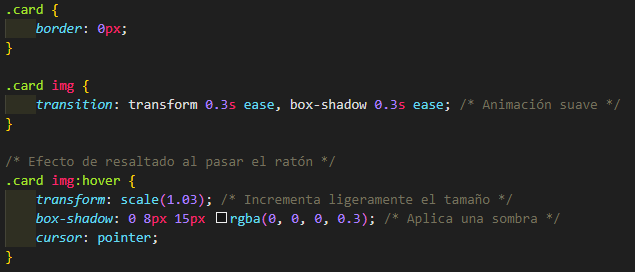 .card {
border: 0px;
}
.card img {
transition: transform 0.3s ease, box-shadow 0.3s ease; /* Animación suave */
}
/* Efecto de resaltado al pasar el ratón */
.card img:hover {
transform: scale(1.03); /* Incrementa ligeramente el tamaño */
box-shadow: 0 8px 15px rgba(0, 0, 0, 0.3); /* Aplica una sombra */
cursor: pointer;
}